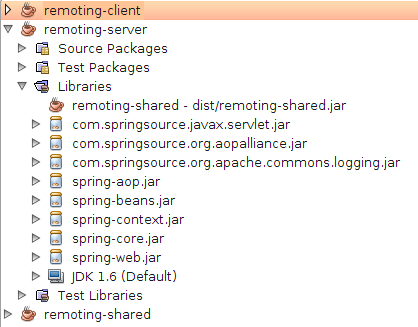 remoting-client
remoting-server
Source Packages
Test Packages
Libraries
remoting-shared - dist/remoting-shared.jar
com.springsource.javax.servlet.jar
com.springsource.org.aopalliance.jar
com.springsource.org.apache.commons.logging.jar
spring-aop.jar
spring-beans.jar
spring-context.jar
spring-core.jar
spring-web.jar
JDK 1.6 (Default)
Test Libraries
remoting-shared